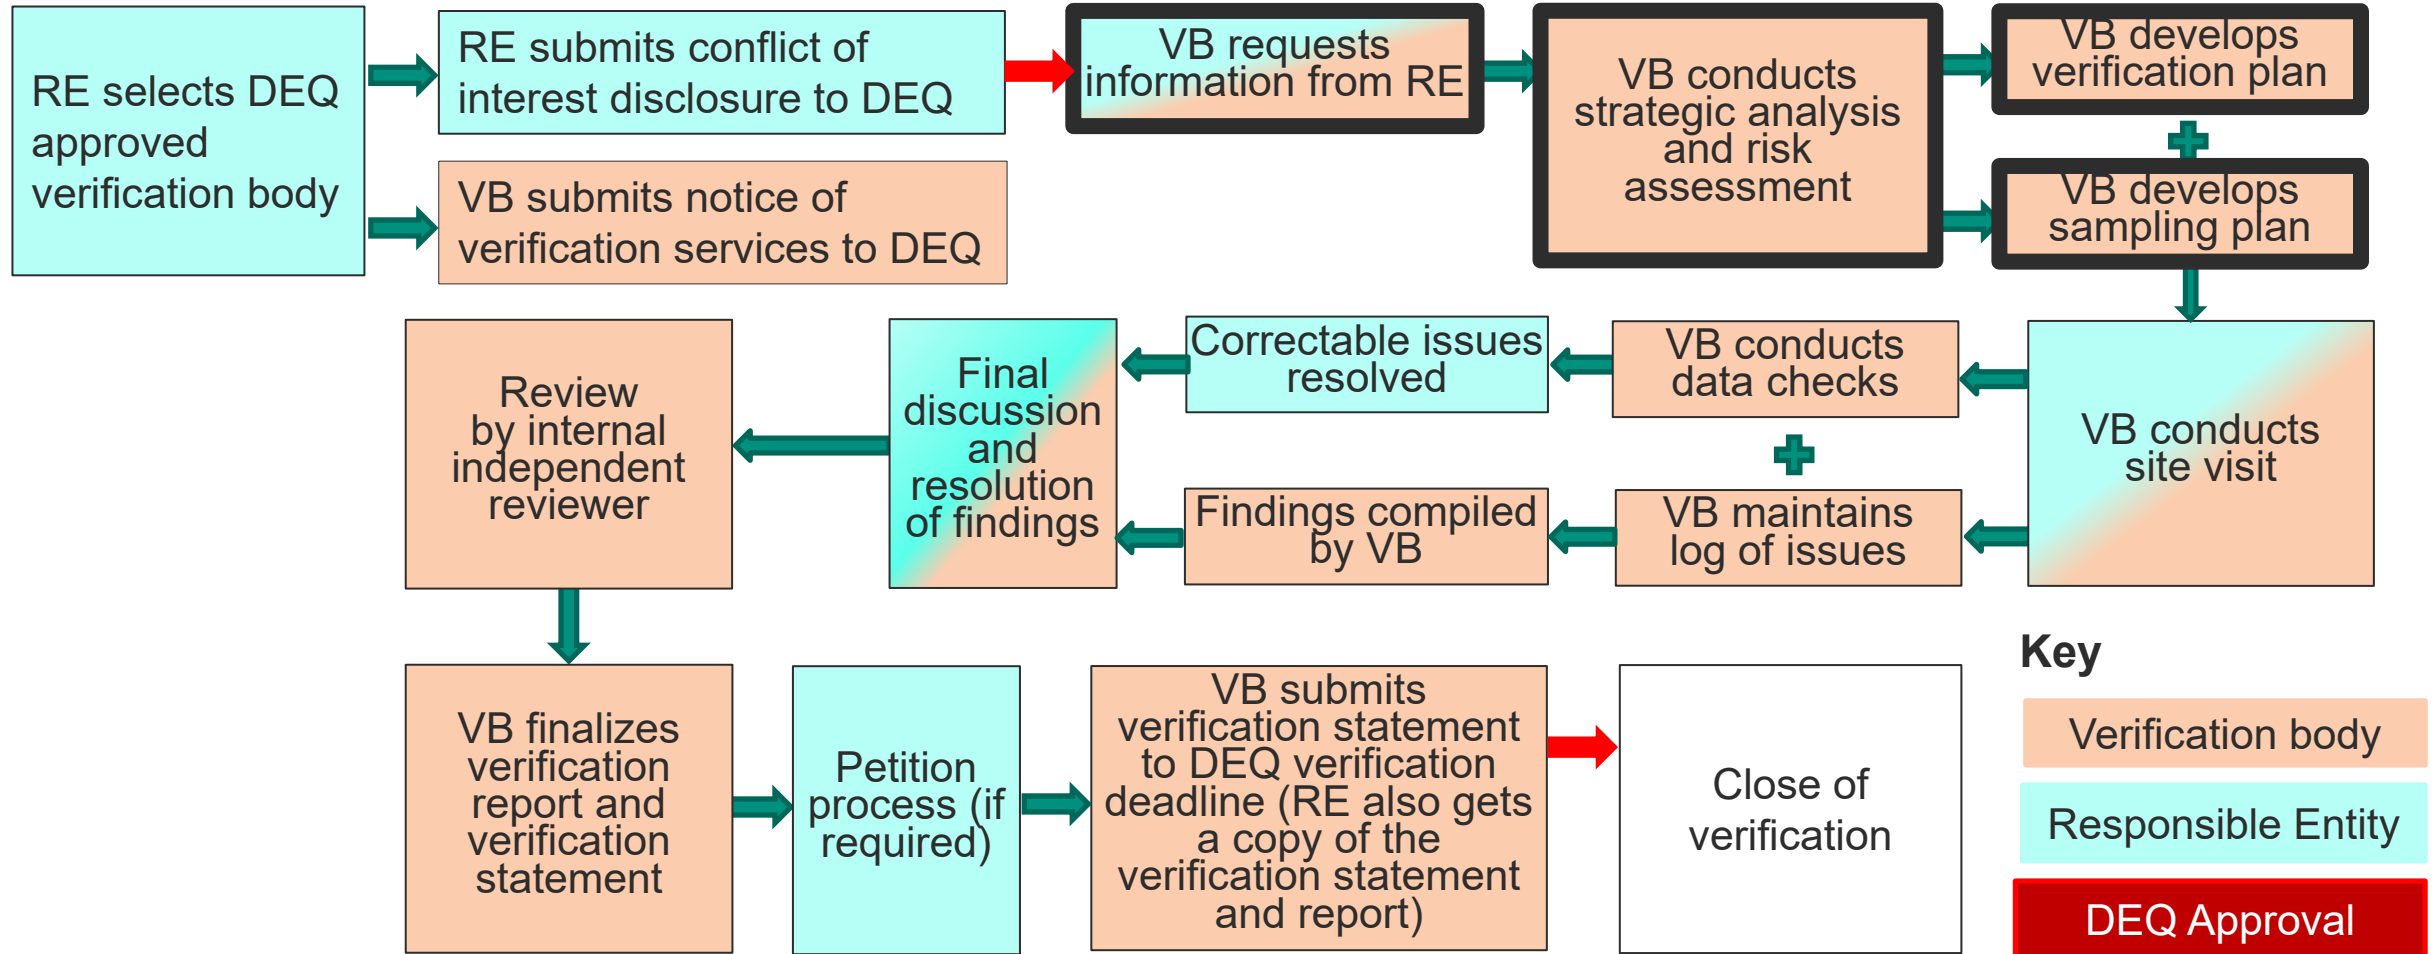 RE selects DEQ
approved
verification body
RE submits conflict of
interest disclosure to DEQ
VB submits notice of
verification services to DEQ
VB requests
information from RE
VB conducts
strategic analysis
and risk
assessment
VB develops
verification plan
VB develops
sampling plan
VB conducts
site visit
VB conducts
data checks
VB maintains
log of issues
Correctable issues
resolved
Findings compiled
by VB
Final
discussion
and
resolution
of findings
Review
by internal
independent
reviewer
VB finalizes
verification
report and
verification
statement
Petition
process (if
required)
VB submits
verification statement
to DEQ verification
deadline (RE also gets
a copy of the
verification statement
and report)
Close of
verification
Key
Verification body
Responsible Entity
DEQ Approval